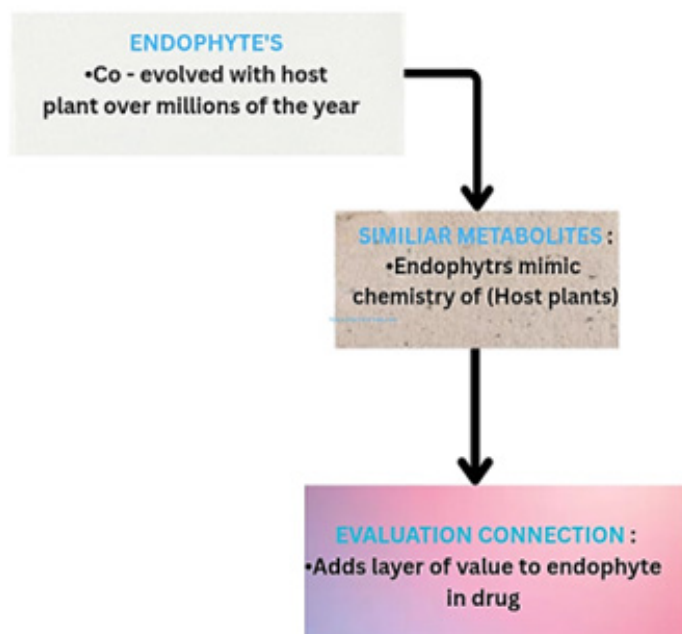 ENDOPHYTE'S
•Co - evolved with host
plant over millions of the year
SIMILIAR METABOLITES :
•Endophytrs mimic
chemistry of (Host plants)
EVALUATION CONNECTION :
•Adds layer of value to endophyte
in drug